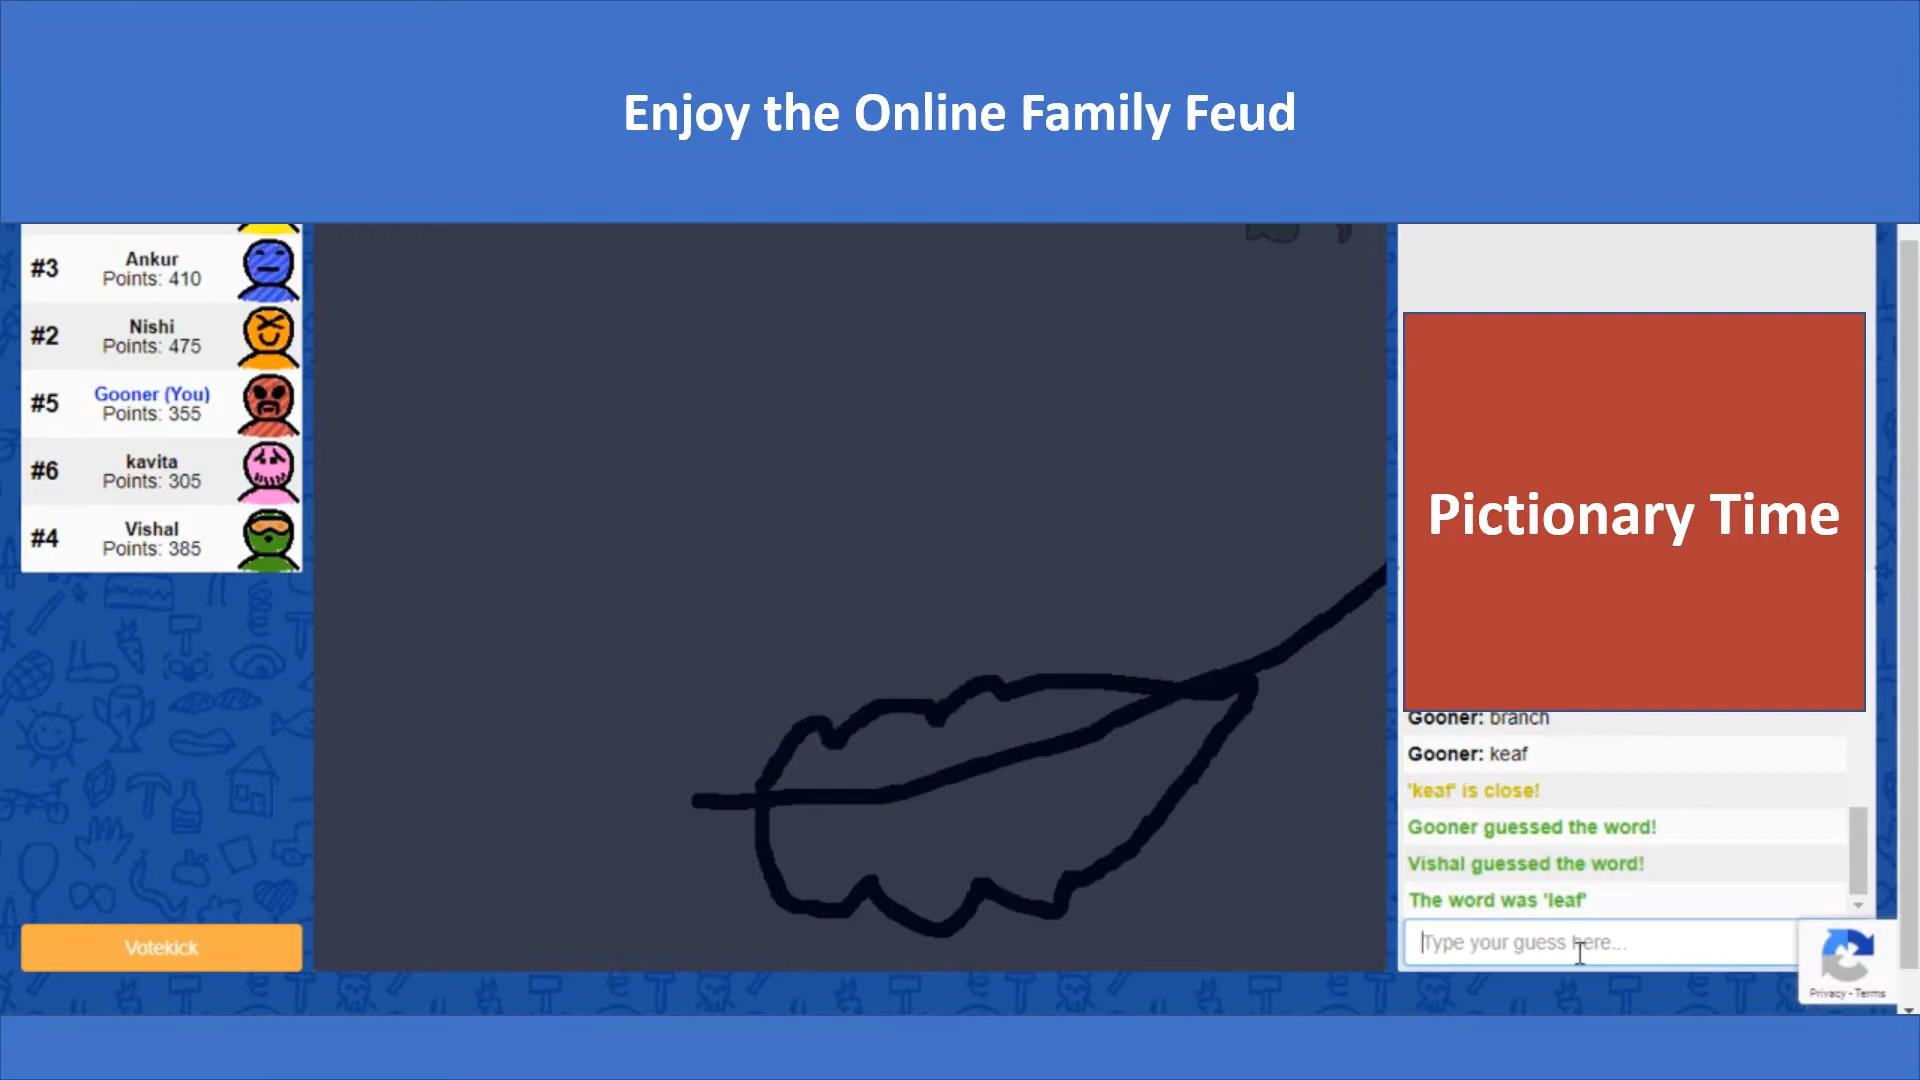 Enjoy the Online Family Feud
#3
Ankur
Points: 410
#2
Nishi
Points: 475
#5
Gooner (You)
Points: 355
#6
kavita
Points: 305
#4
Vishal
Points: 385
Votekick
Pictionary Time
Gooner: branch
Gooner: keaf
'keaf' is close!
Gooner guessed the word!
Vishal guessed the word!
The word was 'leaf'
Type your guess here...
Privacy - Terms